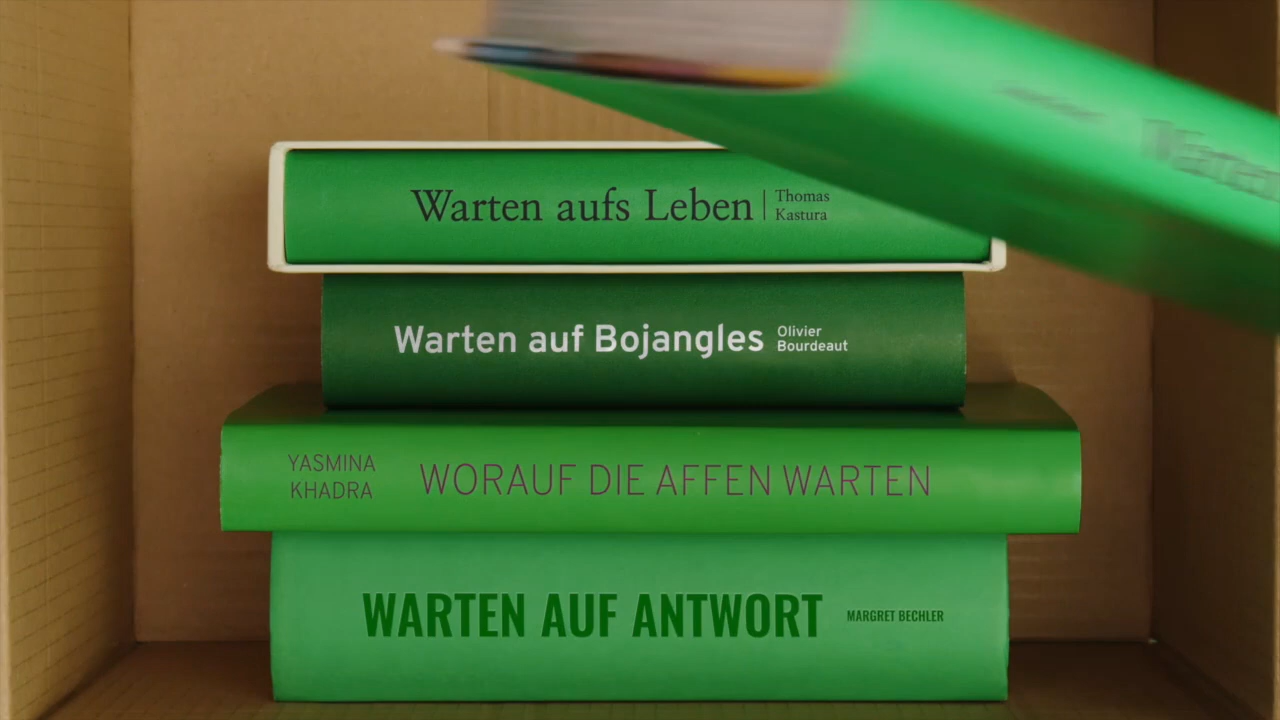 Warten
Warten aufs Leben | Thomas
Kastura
Warten auf Bojangles Olivier
Bourdeaut
YASMINA
KHADRA
WORAUF DIE AFFEN WARTEN
WARTEN AUF ANTWORT MARGRET BECHLER